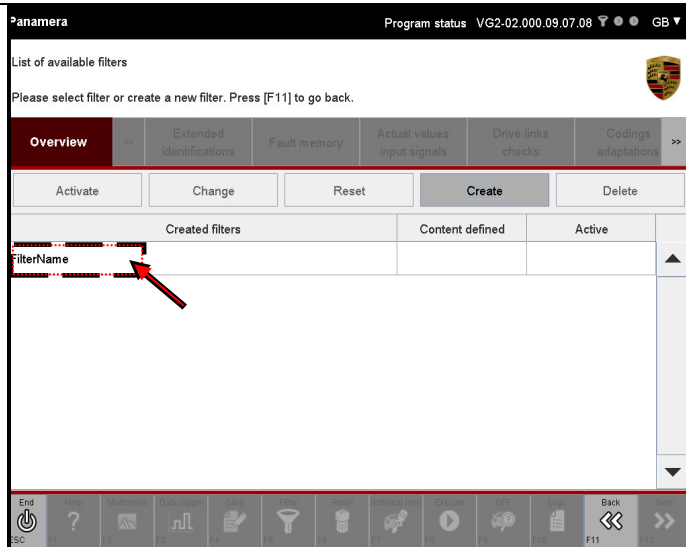 Panamera
Program status VG2-02.000.09.07.08
GB
List of available filters
Please select filter or create a new filter. Press [F11] to go back.
Overview
<<
Extended
identifications
Fault memory
Actual values
input signals
Drive links
checks
Codings
adaptations
>>
Activate
Change
Reset
Create
Delete
Created filters
Content defined
Active
FilterName
End
ESC
Help
F1
Multimeter
F2
Data logger
F3
Save
F4
Filter
F5
Reset
F6
F7
Execute
F8
GFF
F9
Logs
F10
Back
F11
Next
F12